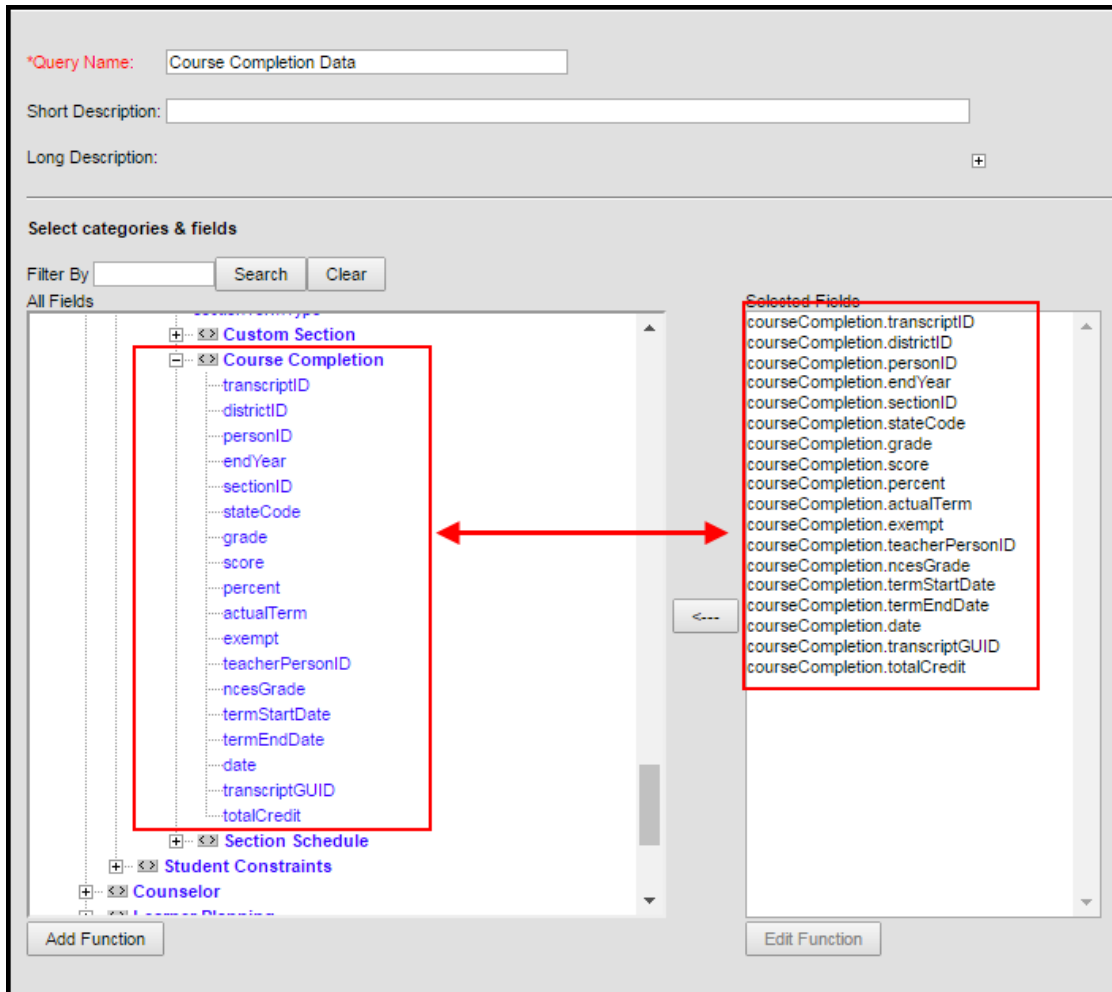 *Query Name: Course Completion Data
Short Description:
Long Description:
Select categories & fields
Filter By Search Clear
All Fields
Custom Section
Course Completion
transcriptID
districtID
personID
endYear
sectionID
stateCode
grade
score
percent
actualTerm
exempt
teacherPersonID
ncesGrade
termStartDate
termEndDate
date
transcriptGUID
totalCredit
Section Schedule
Student Constraints
Counselor
Learner Planning
Add Function
<---
Selected Fields
courseCompletion.transcriptID
courseCompletion.districtID
courseCompletion.personID
courseCompletion.endYear
courseCompletion.sectionID
courseCompletion.stateCode
courseCompletion.grade
courseCompletion.score
courseCompletion.percent
courseCompletion.actualTerm
courseCompletion.exempt
courseCompletion.teacherPersonID
courseCompletion.ncesGrade
courseCompletion.termStartDate
courseCompletion.termEndDate
courseCompletion.date
courseCompletion.transcriptGUID
courseCompletion.totalCredit
Edit Function